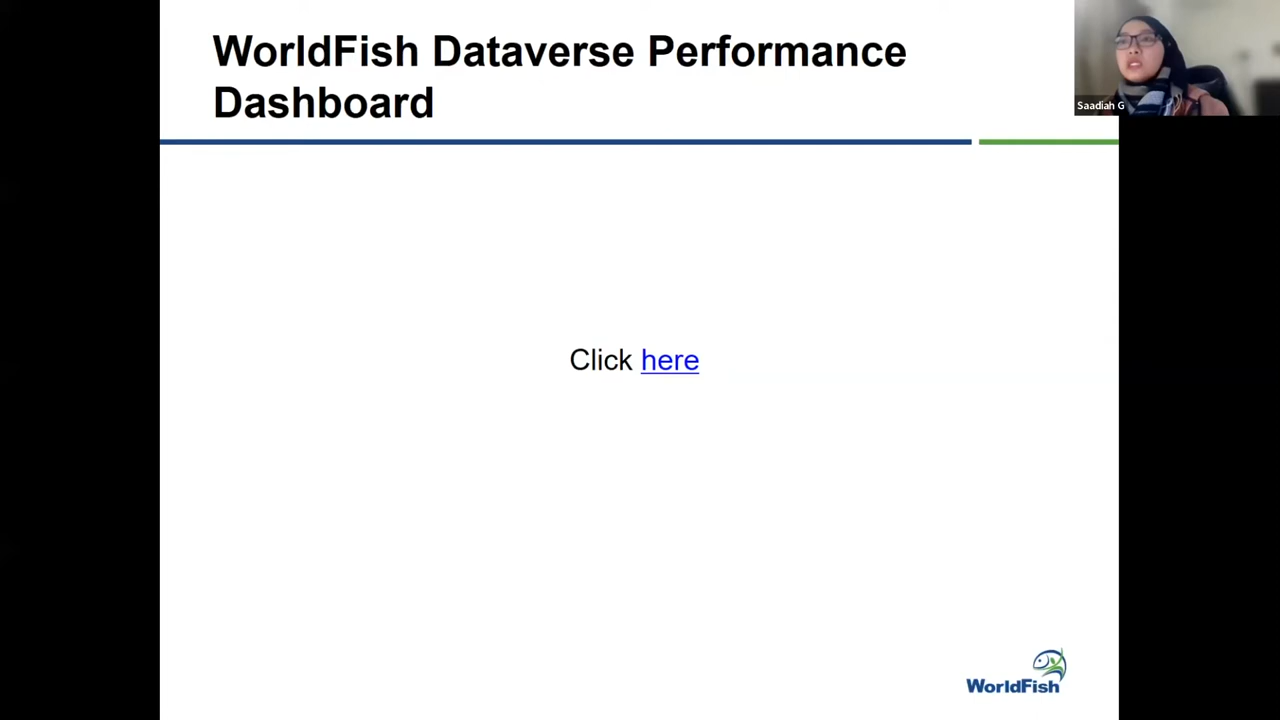 WorldFish Dataverse Performance
Dashboard
Saadiah G
Click here
WorldFish